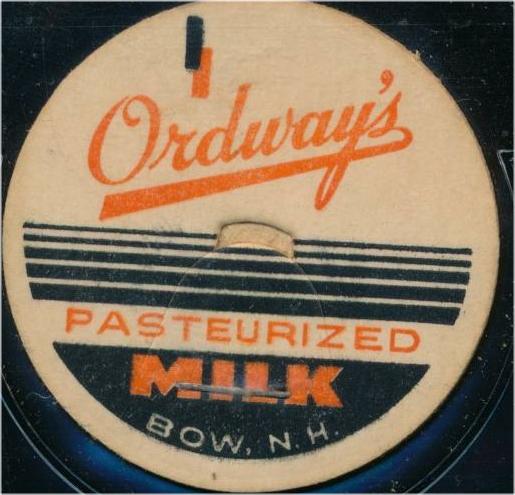 Ordway's
PASTEURIZED
MILK
BOW, N.H.